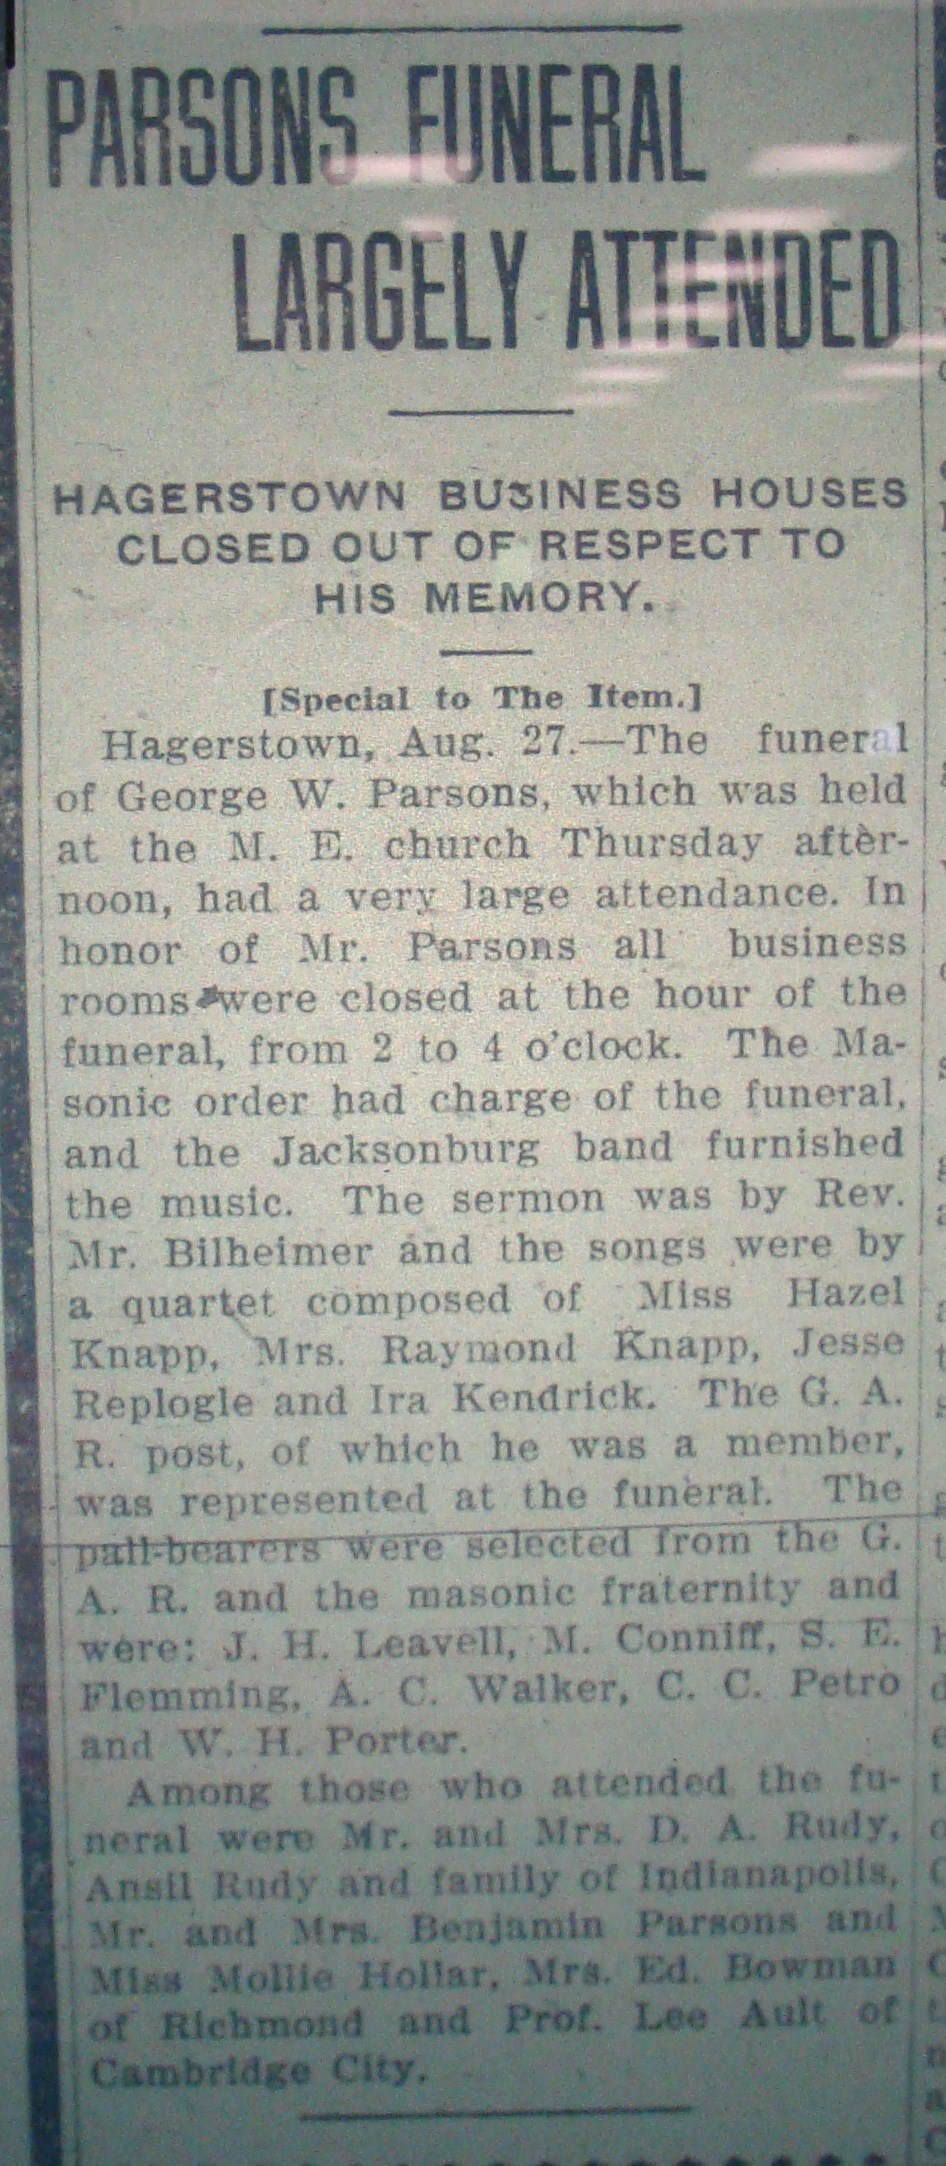 PARSONS FUNERAL
LARGELY ATTENDED
HAGERSTOWN BUSINESS HOUSES
CLOSED OUT OF RESPECT TO
HIS MEMORY.
[Special to The Item.]
Hagerstown, Aug. 27.—The funeral
of George W. Parsons, which was held
at the M. E. church Thursday after-
noon, had a very large attendance. In
honor of Mr. Parsons all business
rooms were closed at the hour of the
funeral, from 2 to 4 o'clock. The Ma-
sonic order had charge of the funeral,
and the Jacksonburg band furnished
the music. The sermon was by Rev.
Mr. Bilheimer and the songs were by
a quartet composed of Miss Hazel
Knapp, Mrs. Raymond Knapp, Jesse
Replogle and Ira Kendrick. The G. A.
R. post, of which he was a member,
was represented at the funeral. The
pall-bearers were selected from the G.
A. R. and the masonic fraternity and
were: J. H. Leavell, M. Conniff, S. E.
Flemming, A. C. Walker, C. C. Petro
and W. H. Porter.
Among those who attended the fu-
neral were Mr. and Mrs. D. A. Rudy,
Ansil Rudy and family of Indianapolis,
Mr. and Mrs. Benjamin Parsons and
Miss Mollie Hollar, Mrs. Ed. Bowman
of Richmond and Prof. Lee Ault of
Cambridge City.